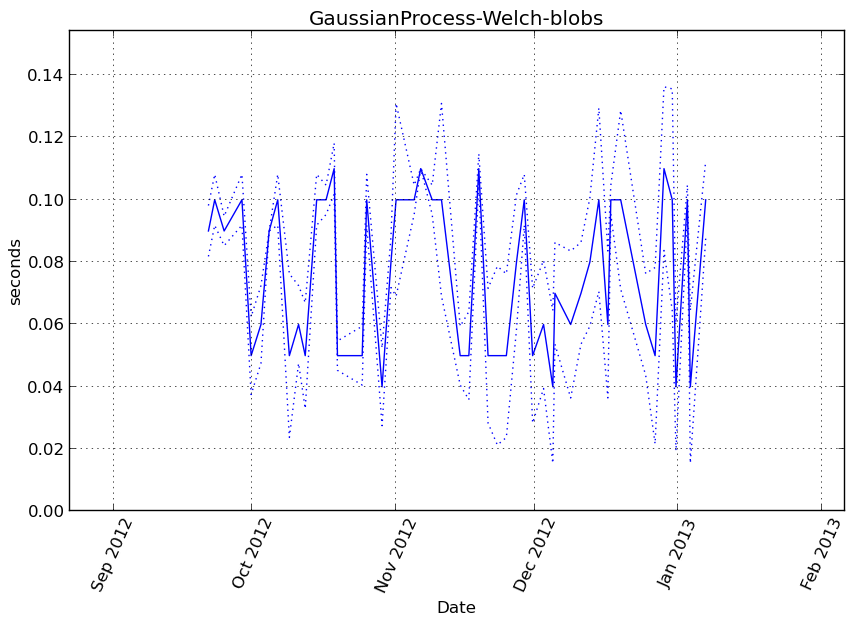 GaussianProcess-Welch-blobs
seconds
0.14
0.12
0.10
0.08
0.06
0.04
0.02
0.00
Sep 2012
Oct 2012
Nov 2012
Dec 2012
Jan 2013
Feb 2013
Date